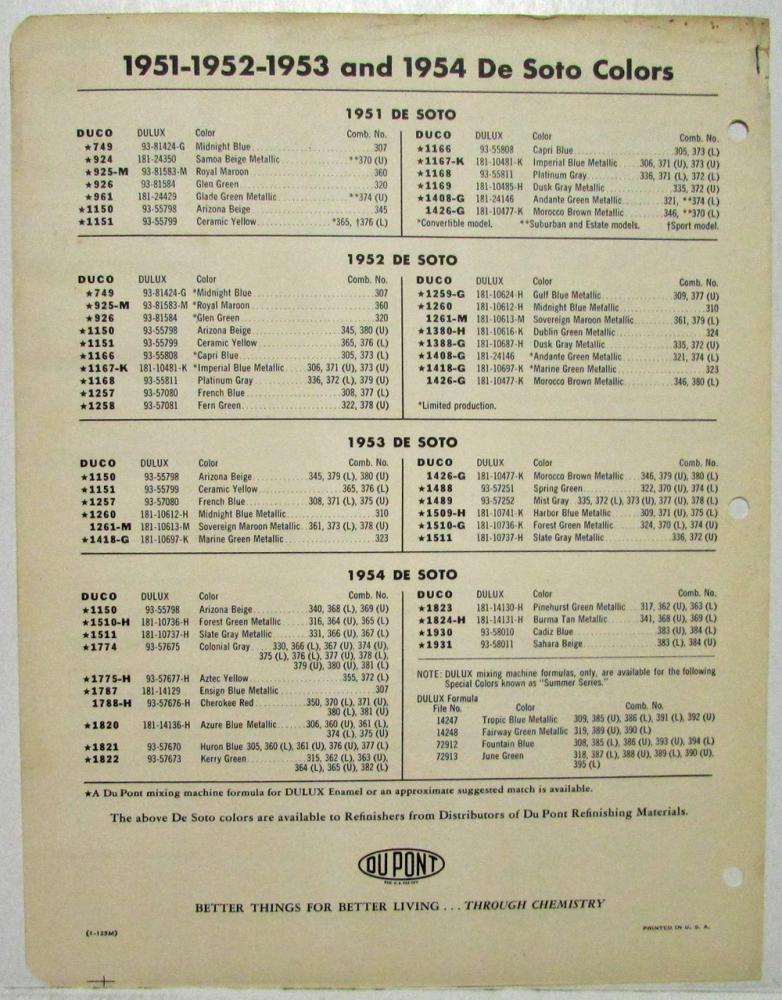 1951-1952-1953 and 1954 De Soto Colors
1951 DE SOTO
DUCO DULUX Color Comb. No.
★749 93-81424-G Midnight Blue 307
★924 181-24350 Samoa Beige Metallic **370 (U)
★925-M 93-81583-M Royal Maroon 360
★926 93-81584 Glen Green 320
★961 181-24429 Glade Green Metallic **374 (U)
★1150 93-55798 Arizona Beige 345
★1151 93-55799 Ceramic Yellow *365, †376 (L)
DUCO DULUX Color Comb. No.
★1166 93-55808 Capri Blue 305, 373 (L)
★1167-K 181-10481-K Imperial Blue Metallic 306, 371 (U), 373 (U)
★1168 93-55811 Platinum Gray 336, 371 (L), 372 (L)
★1169 181-10485-H Dusk Gray Metallic 335, 372 (U)
★1408-G 181-24146 Andante Green Metallic 321, **374 (L)
1426-G 181-10477-K Morocco Brown Metallic 346, **370 (L)
*Convertible model. **Suburban and Estate models. †Sport model.
1952 DE SOTO
DUCO DULUX Color Comb. No.
★749 93-81424-G *Midnight Blue 307
★925-M 93-81583-M *Royal Maroon 360
★926 93-81584 *Glen Green 320
★1150 93-55798 Arizona Beige 345, 380 (U)
★1151 93-55799 Ceramic Yellow 365, 376 (L)
★1166 93-55808 *Capri Blue 305, 373 (L)
★1167-K 181-10481-K *Imperial Blue Metallic 306, 371 (U), 373 (U)
★1168 93-55811 Platinum Gray 336, 372 (L), 379 (U)
★1257 93-57080 French Blue 308, 377 (L)
★1258 93-57081 Fern Green 322, 378 (U)
DUCO DULUX Color Comb. No.
★1259-G 181-10624-H Gulf Blue Metallic 309, 377 (U)
★1260 181-10612-H Midnight Blue Metallic 310
1261-M 181-10613-M Sovereign Maroon Metallic 361, 379 (L)
★1380-H 181-10616-K Dublin Green Metallic 324
★1388-G 181-10687-H Dusk Gray Metallic 335, 372 (U)
★1408-G 181-24146 *Andante Green Metallic 321, 374 (L)
★1418-G 181-10697-K *Marine Green Metallic 323
1426-G 181-10477-K Morocco Brown Metallic 346, 380 (L)
*Limited production.
1953 DE SOTO
DUCO DULUX Color Comb. No.
★1150 93-55798 Arizona Beige 345, 379 (L), 380 (U)
★1151 93-55799 Ceramic Yellow 365, 376 (L)
★1257 93-57080 French Blue 308, 371 (L), 375 (U)
★1260 181-10612-H Midnight Blue Metallic 310
1261-M 181-10613-M Sovereign Maroon Metallic 361, 373 (L), 378 (U)
★1418-G 181-10697-K Marine Green Metallic 323
DUCO DULUX Color Comb. No.
1426-G 181-10477-K Morocco Brown Metallic 346, 379 (U), 380 (L)
★1488 93-57251 Spring Green 322, 370 (U), 374 (L)
★1489 93-57252 Mist Gray 335, 372 (L), 373 (U), 377 (U), 378 (L)
★1509-H 181-10741-K Harbor Blue Metallic 309, 371 (U), 375 (L)
★1510-G 181-10736-K Forest Green Metallic 324, 370 (L), 374 (U)
★1511 181-10737-H Slate Gray Metallic 336, 372 (U)
1954 DE SOTO
DUCO DULUX Color Comb. No.
★1150 93-55798 Arizona Beige 340, 368 (L), 369 (U)
★1510-H 181-10736-H Forest Green Metallic 316, 364 (U), 365 (L)
★1511 181-10737-H Slate Gray Metallic 331, 366 (U), 367 (L)
★1774 93-57675 Colonial Gray 330, 366 (L), 367 (U), 374 (U),
375 (L), 376 (L), 377 (U), 378 (L),
379 (U), 380 (U), 381 (L)
★1775-H 93-57677-H Aztec Yellow 355, 372 (L)
★1787 181-14129 Ensign Blue Metallic 307
1788-H 93-57676-H Cherokee Red 350, 370 (L), 371 (U),
380 (L), 381 (U)
★1820 181-14136-H Azure Blue Metallic 306, 360 (U), 361 (L),
374 (L), 375 (U)
★1821 93-57670 Huron Blue 305, 360 (L), 361 (U), 376 (U), 377 (L)
★1822 93-57673 Kerry Green 315, 362 (L), 363 (U),
364 (L), 365 (U), 382 (L)
DUCO DULUX Color Comb. No.
★1823 181-14130-H Pinehurst Green Metallic 317, 362 (U), 363 (L)
★1824-H 181-14131-H Burma Tan Metallic 341, 368 (U), 369 (L)
★1930 93-58010 Cadiz Blue 383 (U), 384 (L)
★1931 93-58011 Sahara Beige 383 (L), 384 (U)
NOTE: DULUX mixing machine formulas, only, are available for the following
Special Colors known as "Summer Series."
DULUX Formula
File No. Color Comb. No.
14247 Tropic Blue Metallic 309, 385 (U), 386 (L), 391 (L), 392 (U)
14248 Fairway Green Metallic 319, 389 (U), 390 (L)
72912 Fountain Blue 308, 385 (L), 386 (U), 393 (U), 394 (L)
72913 June Green 318, 387 (L), 388 (U), 389 (L), 390 (U),
395 (L)
★A Du Pont mixing machine formula for DULUX Enamel or an approximate suggested match is available.
The above De Soto colors are available to Refinishers from Distributors of Du Pont Refinishing Materials.
DU PONT
REG. U.S. PAT. OFF.
BETTER THINGS FOR BETTER LIVING . . . THROUGH CHEMISTRY
(1-125M)
PRINTED IN U. S. A.